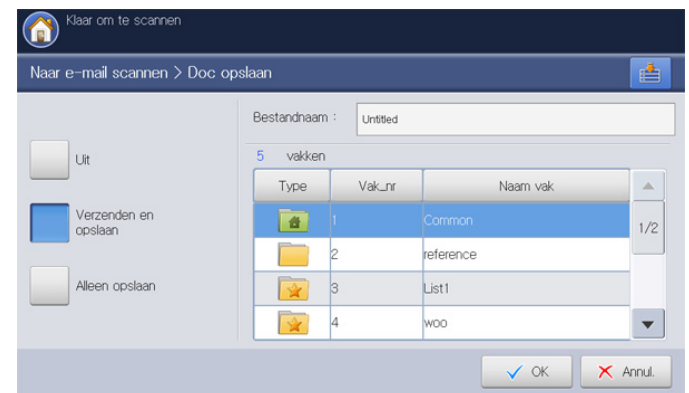 Klaar om te scannen
Naar e-mail scannen > Doc opslaan
Bestandnaam :
Untitled
Uit
Verzenden en
opslaan
Alleen opslaan
5 vakken
Type Vak_nr Naam vak
1 Common
2 reference
3 List1
4 woo
1/2
OK
Annul.